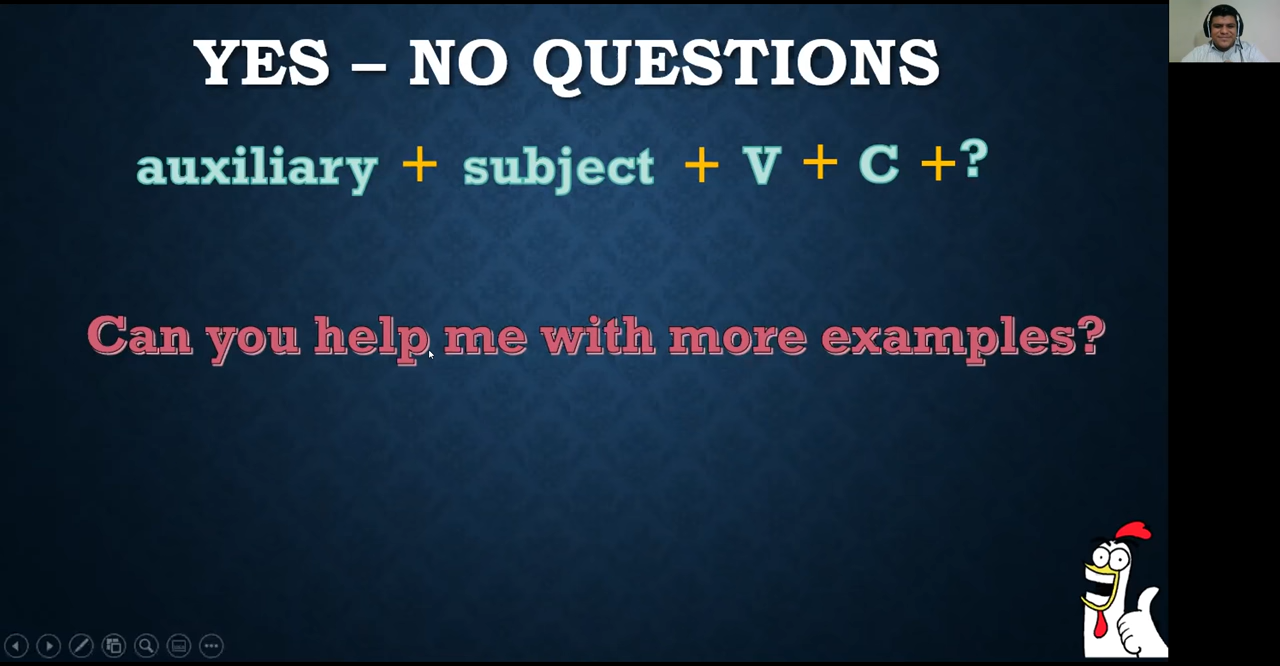 YES – NO QUESTIONS
auxiliary + subject + V + C +?
Can you help me with more examples?